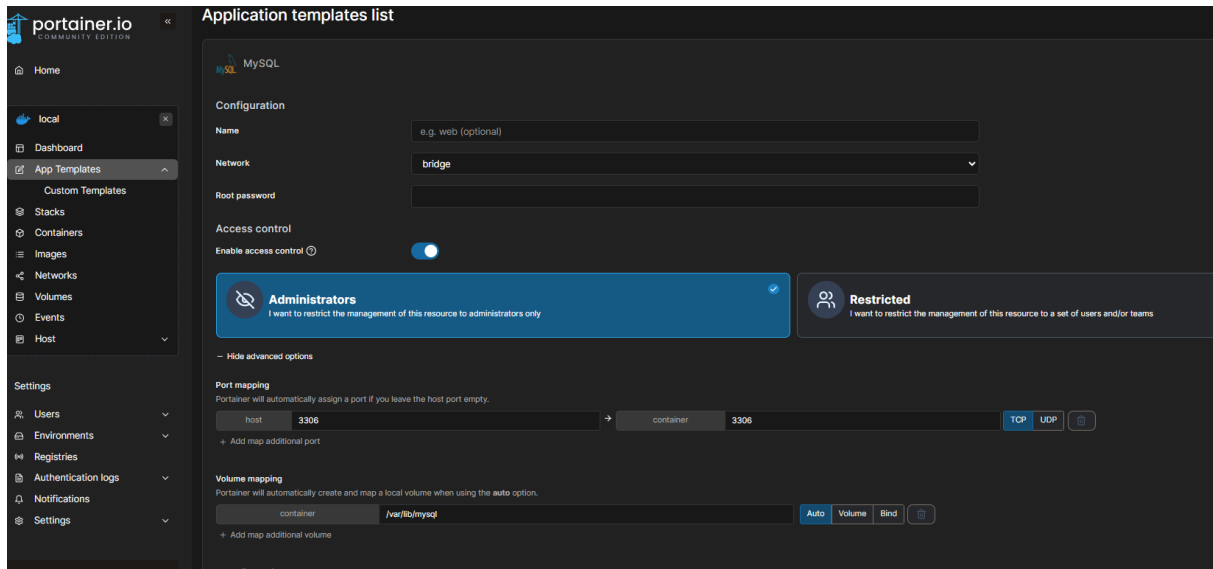 portainer.io
COMMUNITY EDITION
«
Home
local
Dashboard
App Templates
Custom Templates
Stacks
Containers
Images
Networks
Volumes
Events
Host
Settings
Users
Environments
Registries
Authentication logs
Notifications
Settings
Application templates list
MySQL MySQL
Configuration
Name e.g. web (optional)
Network bridge
Root password
Access control
Enable access control
Administrators
I want to restrict the management of this resource to administrators only
Restricted
I want to restrict the management of this resource to a set of users and/or teams
− Hide advanced options
Port mapping
Portainer will automatically assign a port if you leave the host port empty.
host 3306 → container 3306 TCP UDP
+ Add map additional port
Volume mapping
Portainer will automatically create and map a local volume when using the auto option.
container /var/lib/mysql Auto Volume Bind
+ Add map additional volume